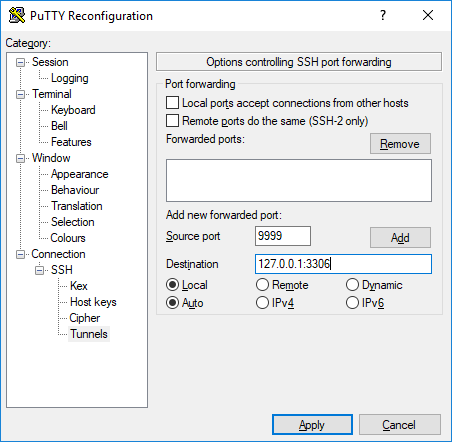 PuTTY Reconfiguration
?
Category:
Session
Logging
Terminal
Keyboard
Bell
Features
Window
Appearance
Behaviour
Translation
Selection
Colours
Connection
SSH
Kex
Host keys
Cipher
Tunnels
Options controlling SSH port forwarding
Port forwarding
Local ports accept connections from other hosts
Remote ports do the same (SSH-2 only)
Forwarded ports:
Remove
Add new forwarded port:
Source port 9999 Add
Destination 127.0.0.1:3306
Local Remote Dynamic
Auto IPv4 IPv6
Apply Cancel